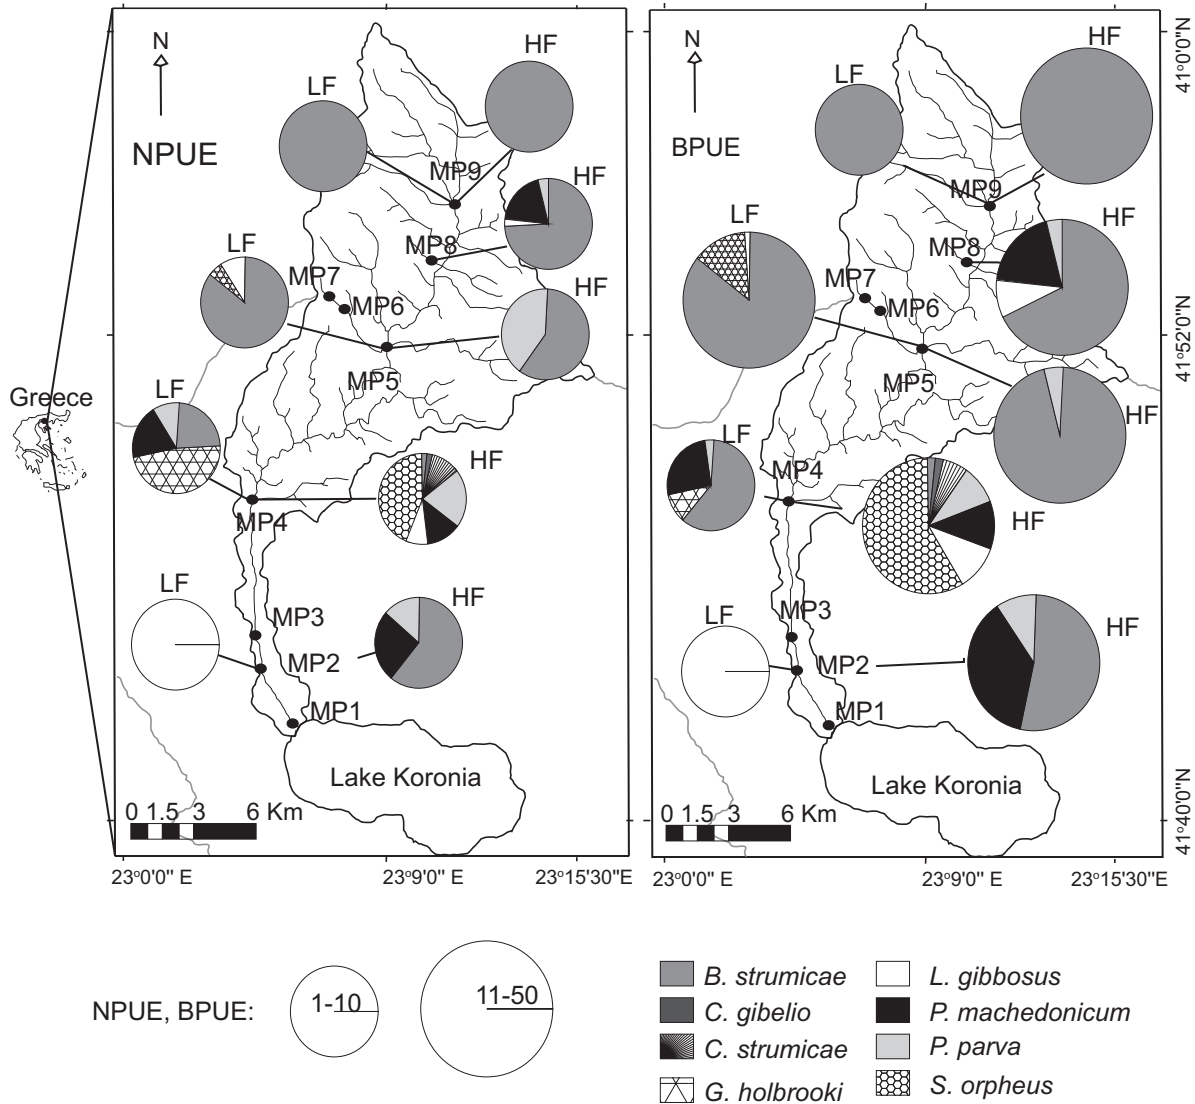 Greece
N
NPUE
LF
HF
MP9
HF
MP8
LF
MP7
MP6
HF
MP5
LF
HF
MP4
LF
MP3
HF
MP2
MP1
Lake Koronia
0 1.5 3 6 Km
23°0'0" E
23°9'0" E
23°15'30"E
N
BPUE
LF
HF
MP9
HF
MP8
LF
MP7
MP6
MP5
HF
LF
MP4
HF
LF
MP3
HF
MP2
MP1
Lake Koronia
0 1.5 3 6 Km
23°0'0" E
23°9'0" E
23°15'30"E
41°0'0"N
41°52'0"N
41°40'0"N
NPUE, BPUE:
1-10
11-50
B. strumicae
C. gibelio
C. strumicae
G. holbrooki
L. gibbosus
P. machedonicum
P. parva
S. orpheus